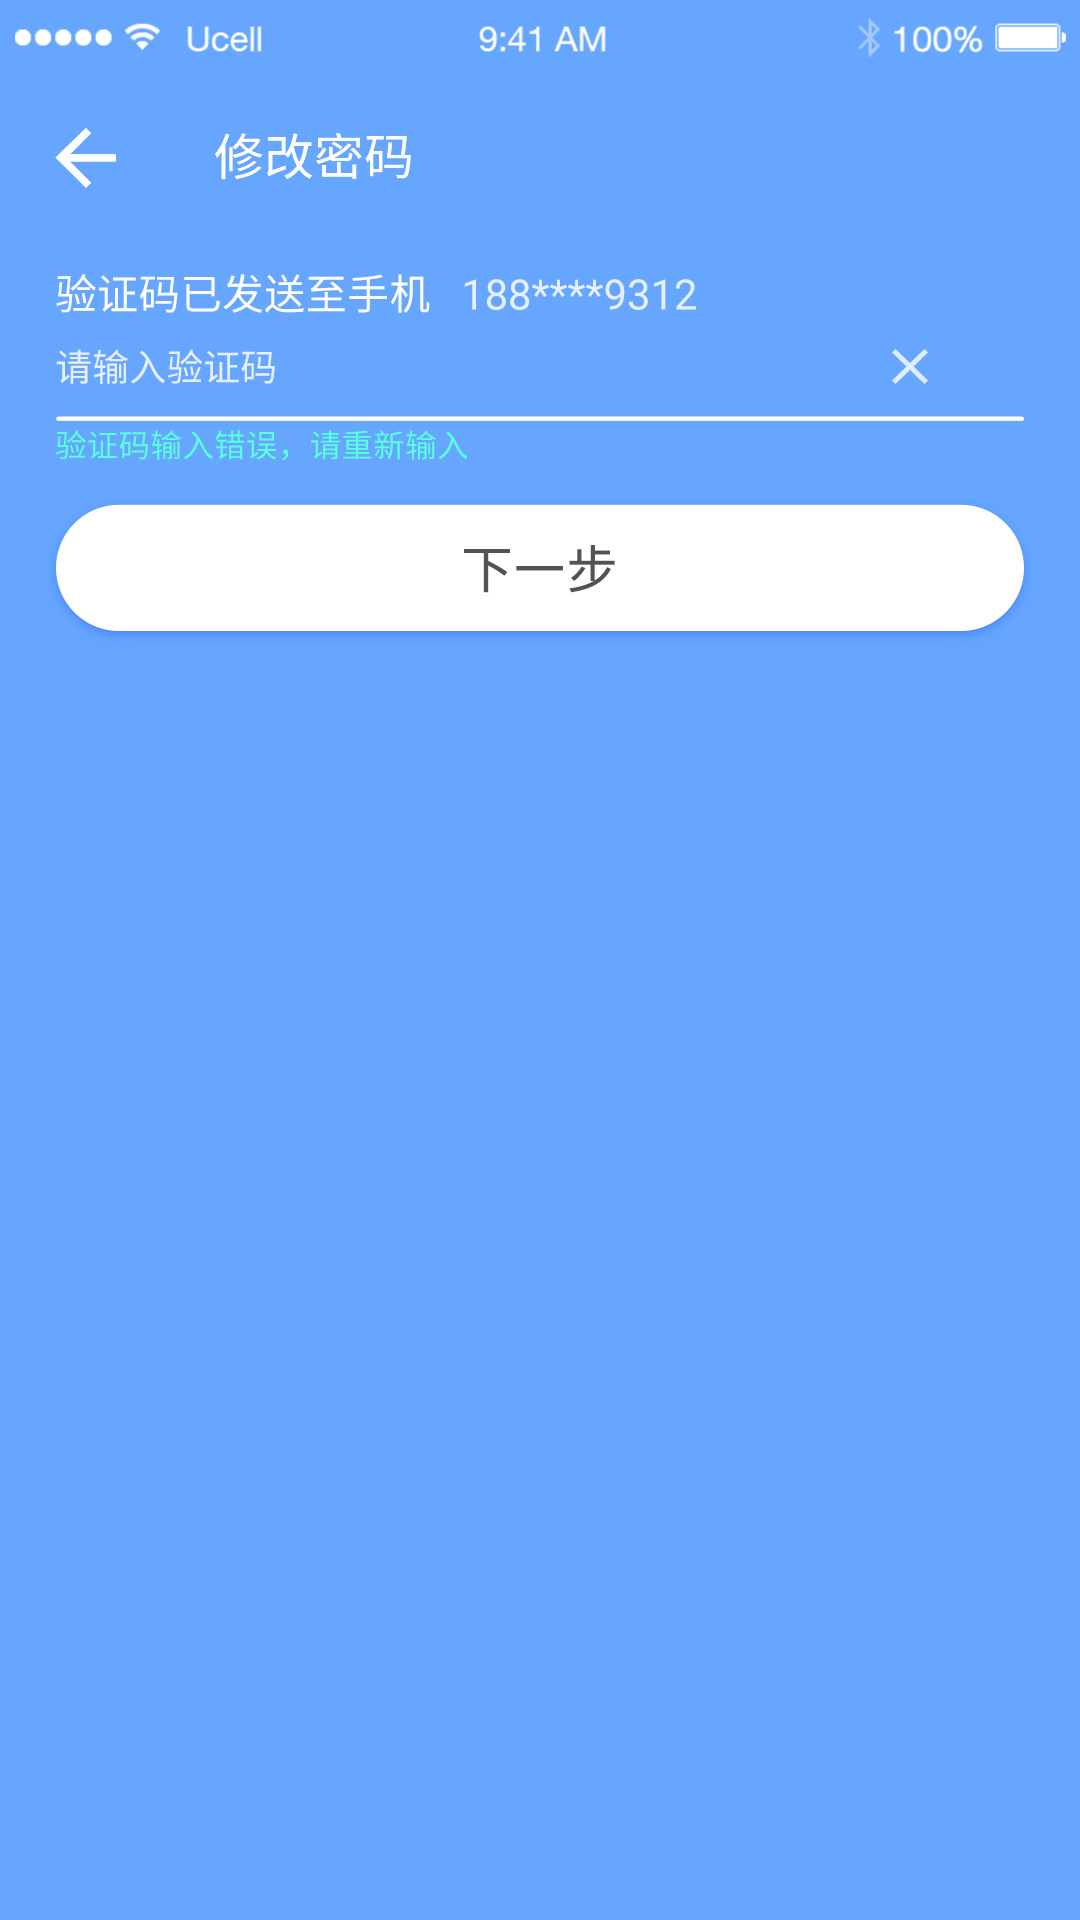 Ucell 9:41 AM 100%
修改密码
验证码已发送至手机 188****9312
请输入验证码
验证码输入错误，请重新输入
下一步